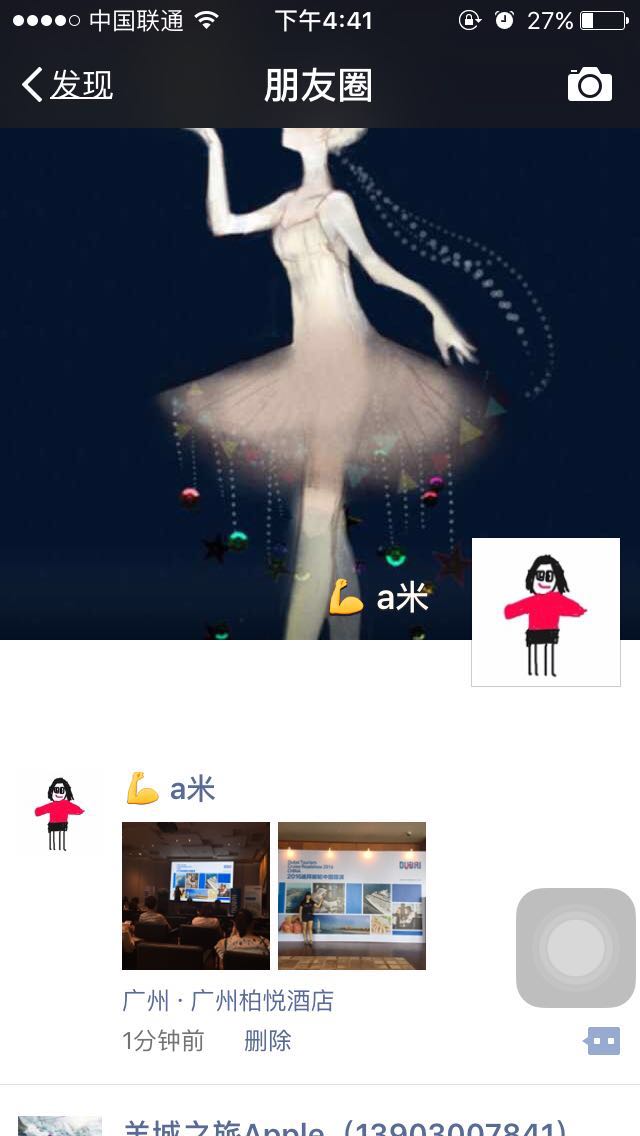 中国联通
下午4:41
27%
发现
朋友圈
💪 a米
💪 a米
Dubai Tourism
Cruise Roadshow 2016
CHINA
2016迪拜邮轮中国巡演
DUBAI
广州 · 广州柏悦酒店
1分钟前
删除
羊城之旅Apple（13903007841）